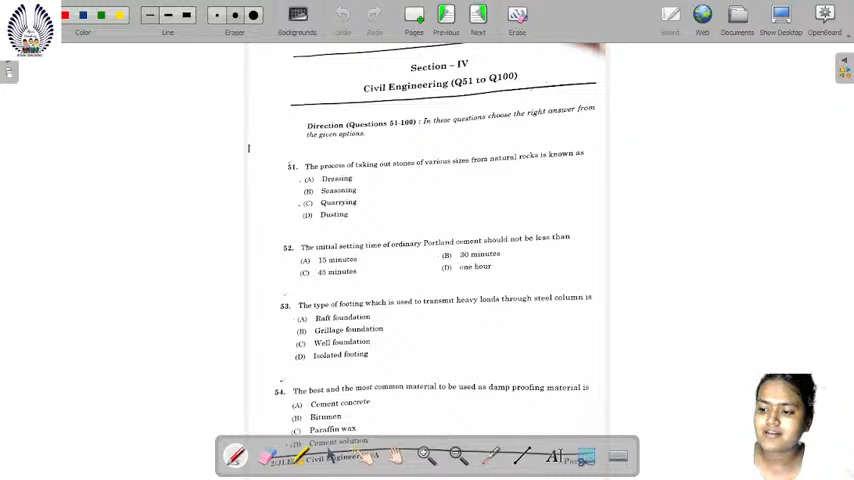 Color
Line
Eraser
Backgrounds
Undo
Redo
Pages
Previous
Next
Erase
Board
Web
Documents
Show Desktop
OpenBoard
Section – IV
Civil Engineering (Q51 to Q100)
Direction (Questions 51-100) : In these questions choose the right answer from
the given options.
51. The process of taking out stones of various sizes from natural rocks is known as
(A) Dressing
(B) Seasoning
(C) Quarrying
(D) Dusting
52. The initial setting time of ordinary Portland cement should not be less than
(A) 15 minutes (B) 30 minutes
(C) 45 minutes (D) one hour
53. The type of footing which is used to transmit heavy loads through steel column is
(A) Raft foundation
(B) Grillage foundation
(C) Well foundation
(D) Isolated footing
54. The best and the most common material to be used as damp proofing material is
(A) Cement concrete
(B) Bitumen
(C) Paraffin wax
(D) Cement solution
Civil Engineering